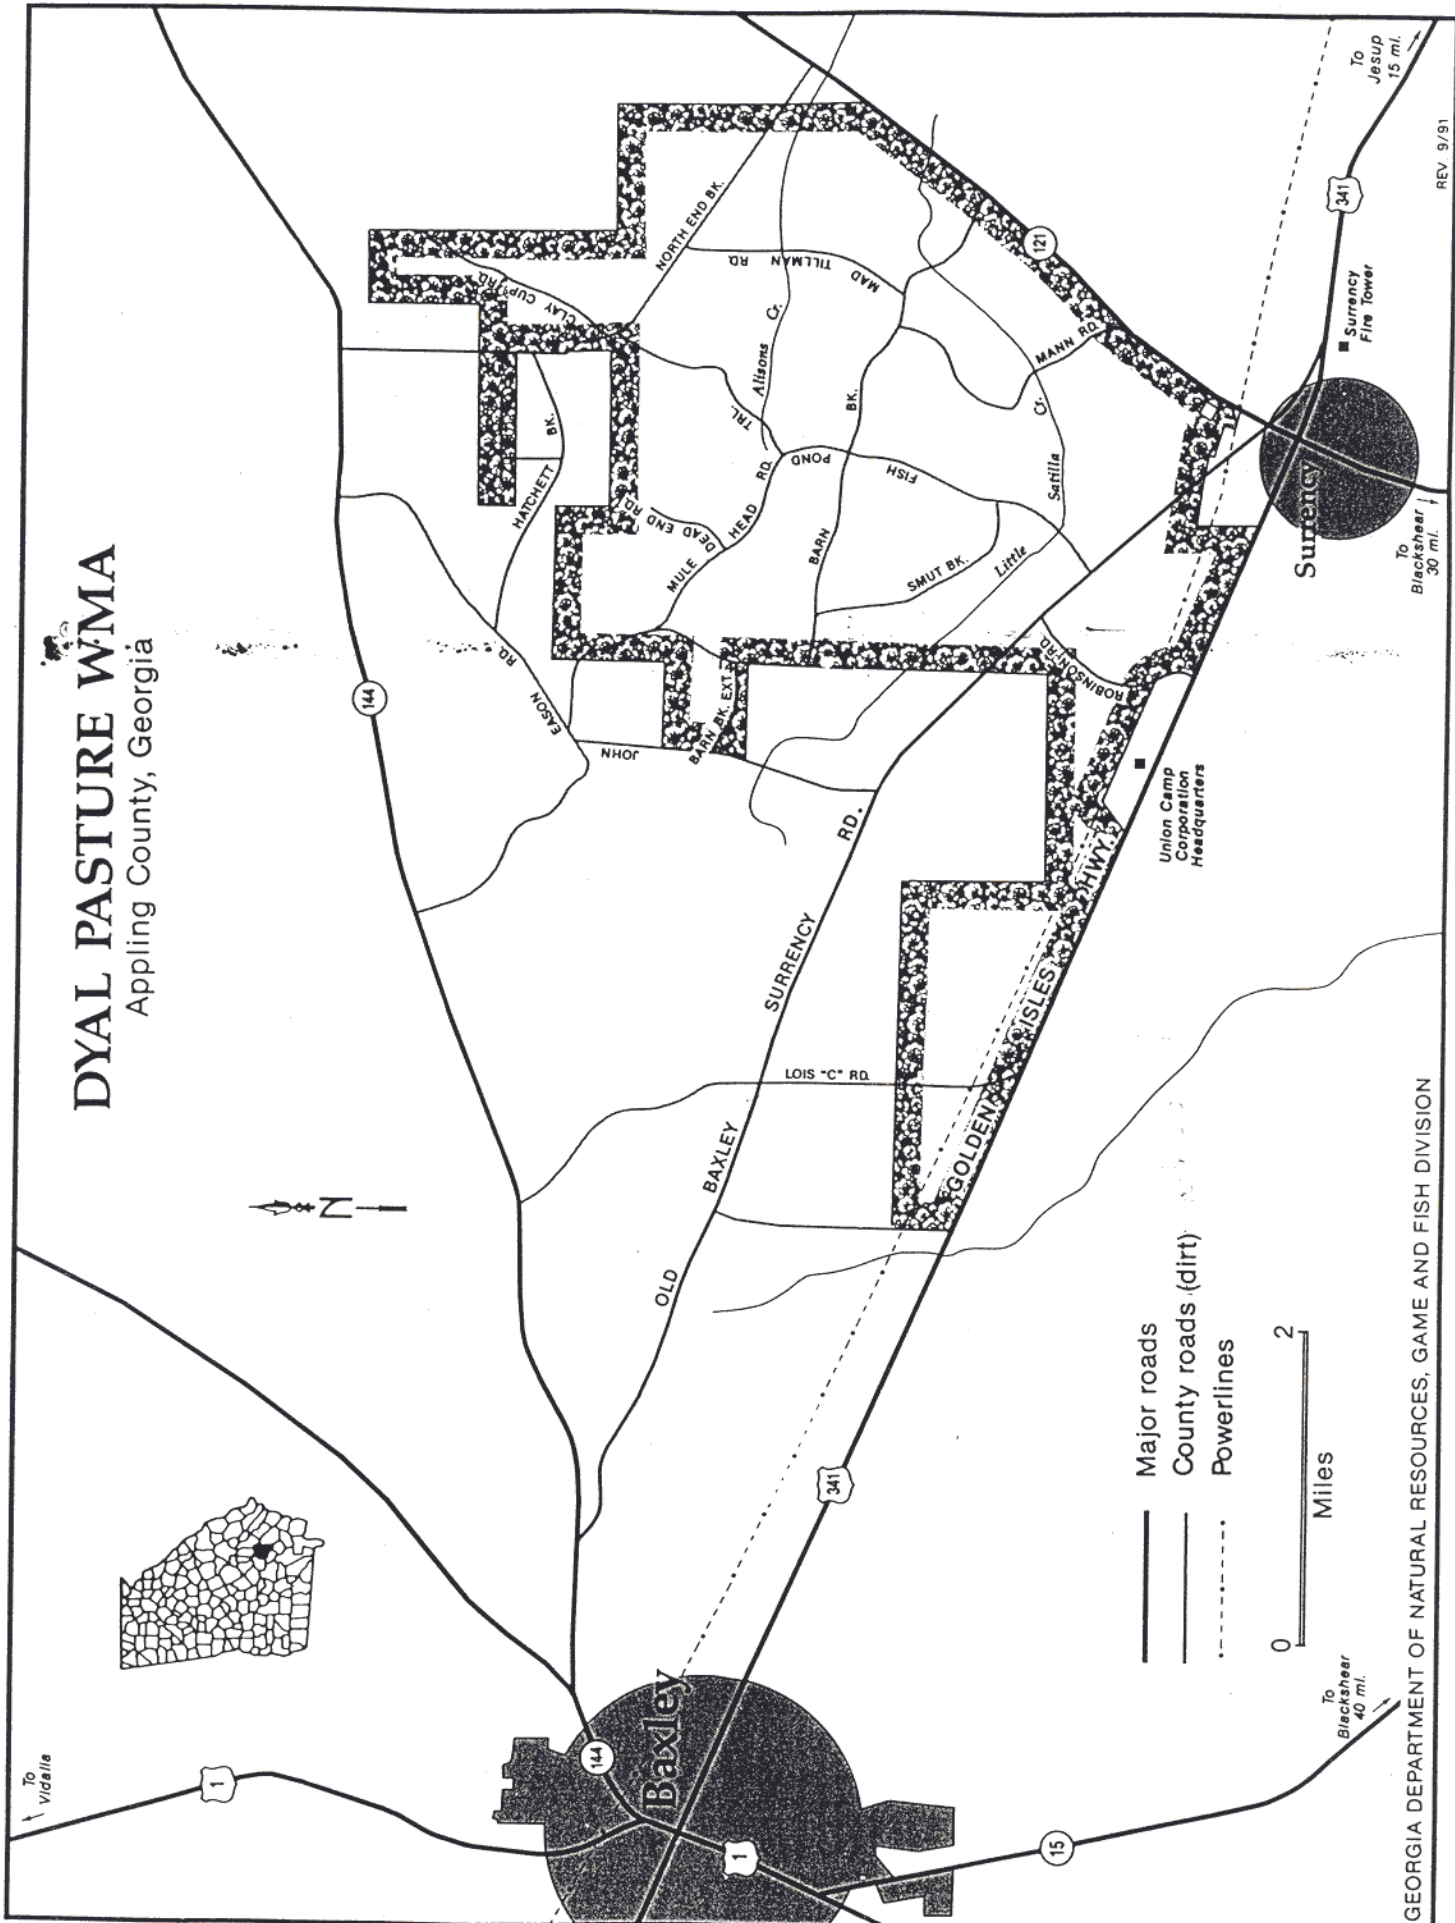 DYAL PASTURE WMA
Appling County, Georgia
To
Vidalia
1
144
Baxley
1
15
To
Blackshear
40 mi.
144
N
341
OLD
BAXLEY
SURRENCY
RD.
LOIS "C" RD.
GOLDEN
ISLES
HWY.
JOHN
EASON
RD.
HATCHETT
BK.
CLAY CUP RD.
NORTH END BK.
MAD
TILLMAN
RD.
Alisons
Cr.
MULE
HEAD
RD.
TRL.
DEAD END RD.
BARN BK. EXT.
BARN
BK.
FISH
POND
SMUT BK.
Little
Satilla
Cr.
MANN RD.
ROBINSON RD.
121
Union Camp
Corporation
Headquarters
Surrency
Surrency
Fire Tower
341
To
Jesup
15 mi.
To
Blackshear
30 mi.
Major roads
County roads (dirt)
Powerlines
0
2
Miles
REV 9/91
GEORGIA DEPARTMENT OF NATURAL RESOURCES, GAME AND FISH DIVISION